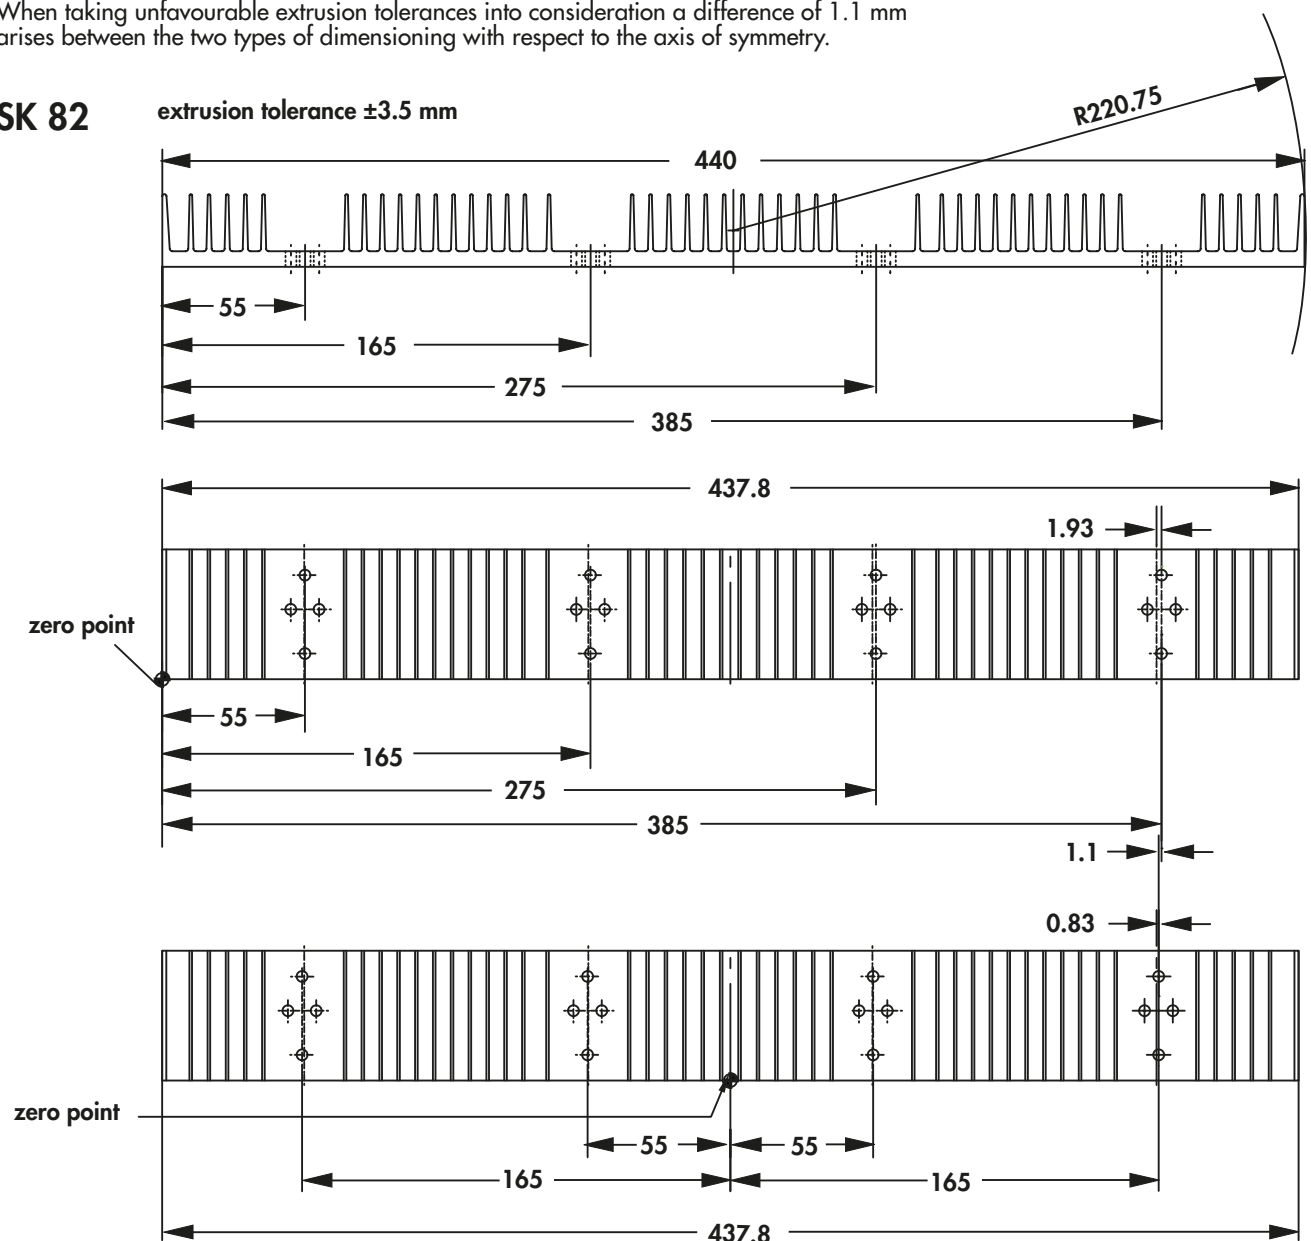 When taking unfavourable extrusion tolerances into consideration a difference of 1.1 mm
arises between the two types of dimensioning with respect to the axis of symmetry.
SK 82
extrusion tolerance ±3.5 mm
R220.75
440
55
165
275
385
437.8
1.93
zero point
55
165
275
385
1.1
0.83
zero point
55
55
165
165
437.8